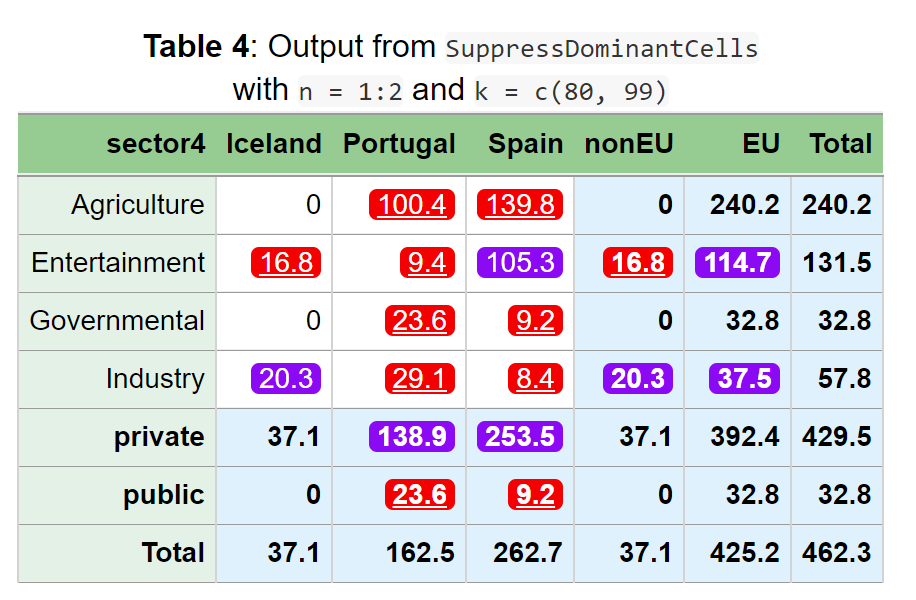 Table 4: Output from SuppressDominantCells
with n = 1:2 and k = c(80, 99)
sector4 Iceland Portugal Spain nonEU EU Total
Agriculture 0 100.4 139.8 0 240.2 240.2
Entertainment 16.8 9.4 105.3 16.8 114.7 131.5
Governmental 0 23.6 9.2 0 32.8 32.8
Industry 20.3 29.1 8.4 20.3 37.5 57.8
private 37.1 138.9 253.5 37.1 392.4 429.5
public 0 23.6 9.2 0 32.8 32.8
Total 37.1 162.5 262.7 37.1 425.2 462.3